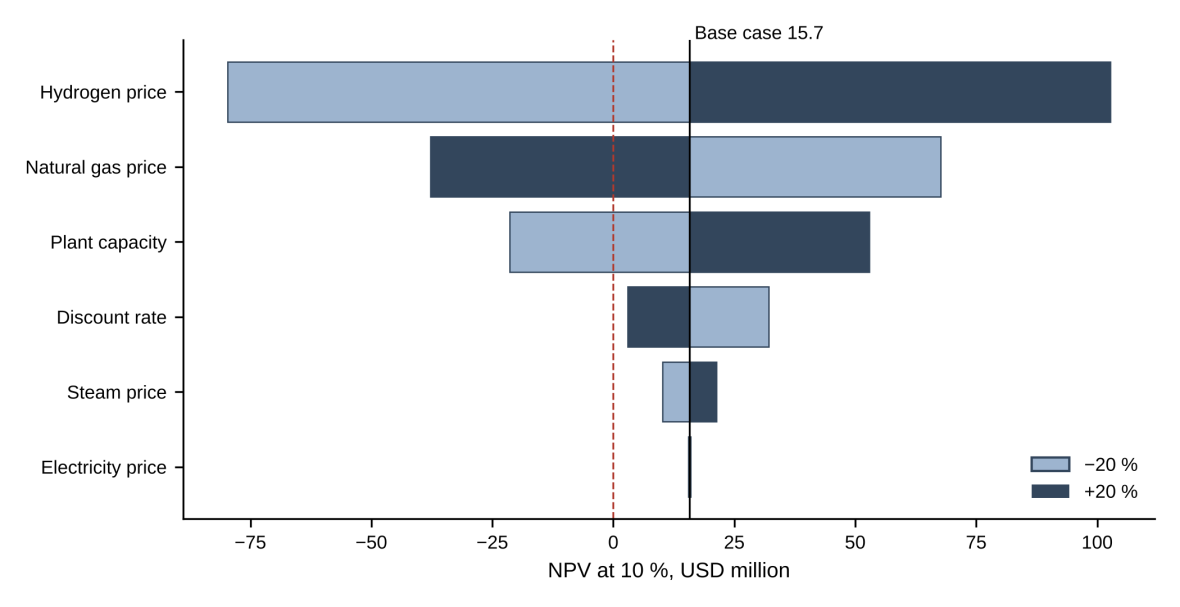 Base case 15.7
Hydrogen price
Natural gas price
Plant capacity
Discount rate
Steam price
Electricity price
−20 %
+20 %
−75 −50 −25 0 25 50 75 100
NPV at 10 %, USD million